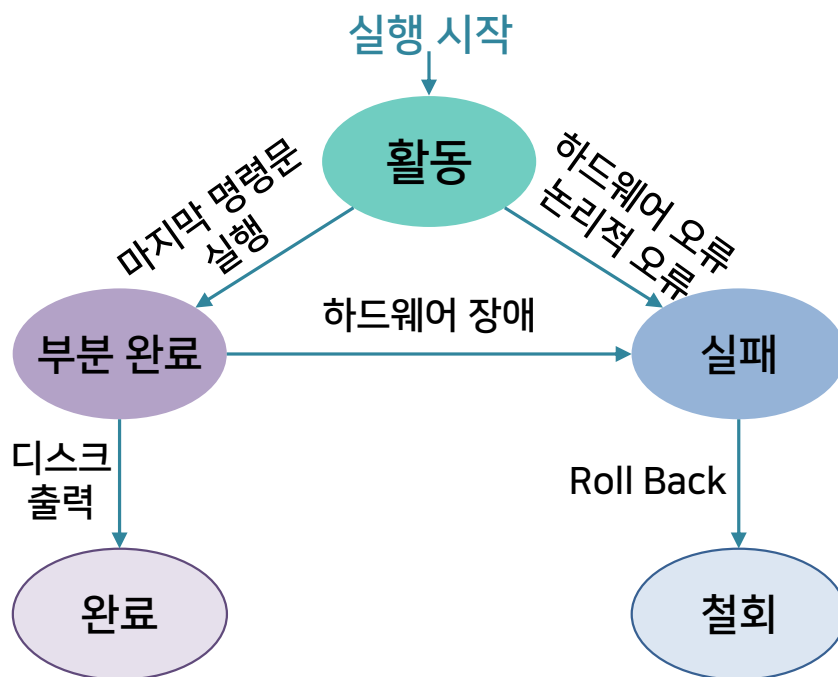 실행 시작
활동
마지막 명령문
실행
하드웨어 오류
논리적 오류
부분 완료
하드웨어 장애
실패
디스크
출력
Roll Back
완료
철회